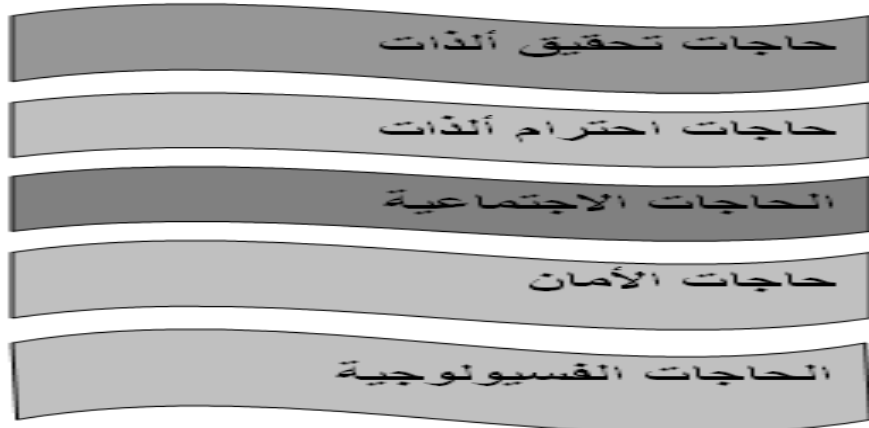 حاجات تحقيق ألذات
حاجات احترام ألذات
الحاجات الاجتماعية
حاجات الأمان
الحاجات الفسيولوجية